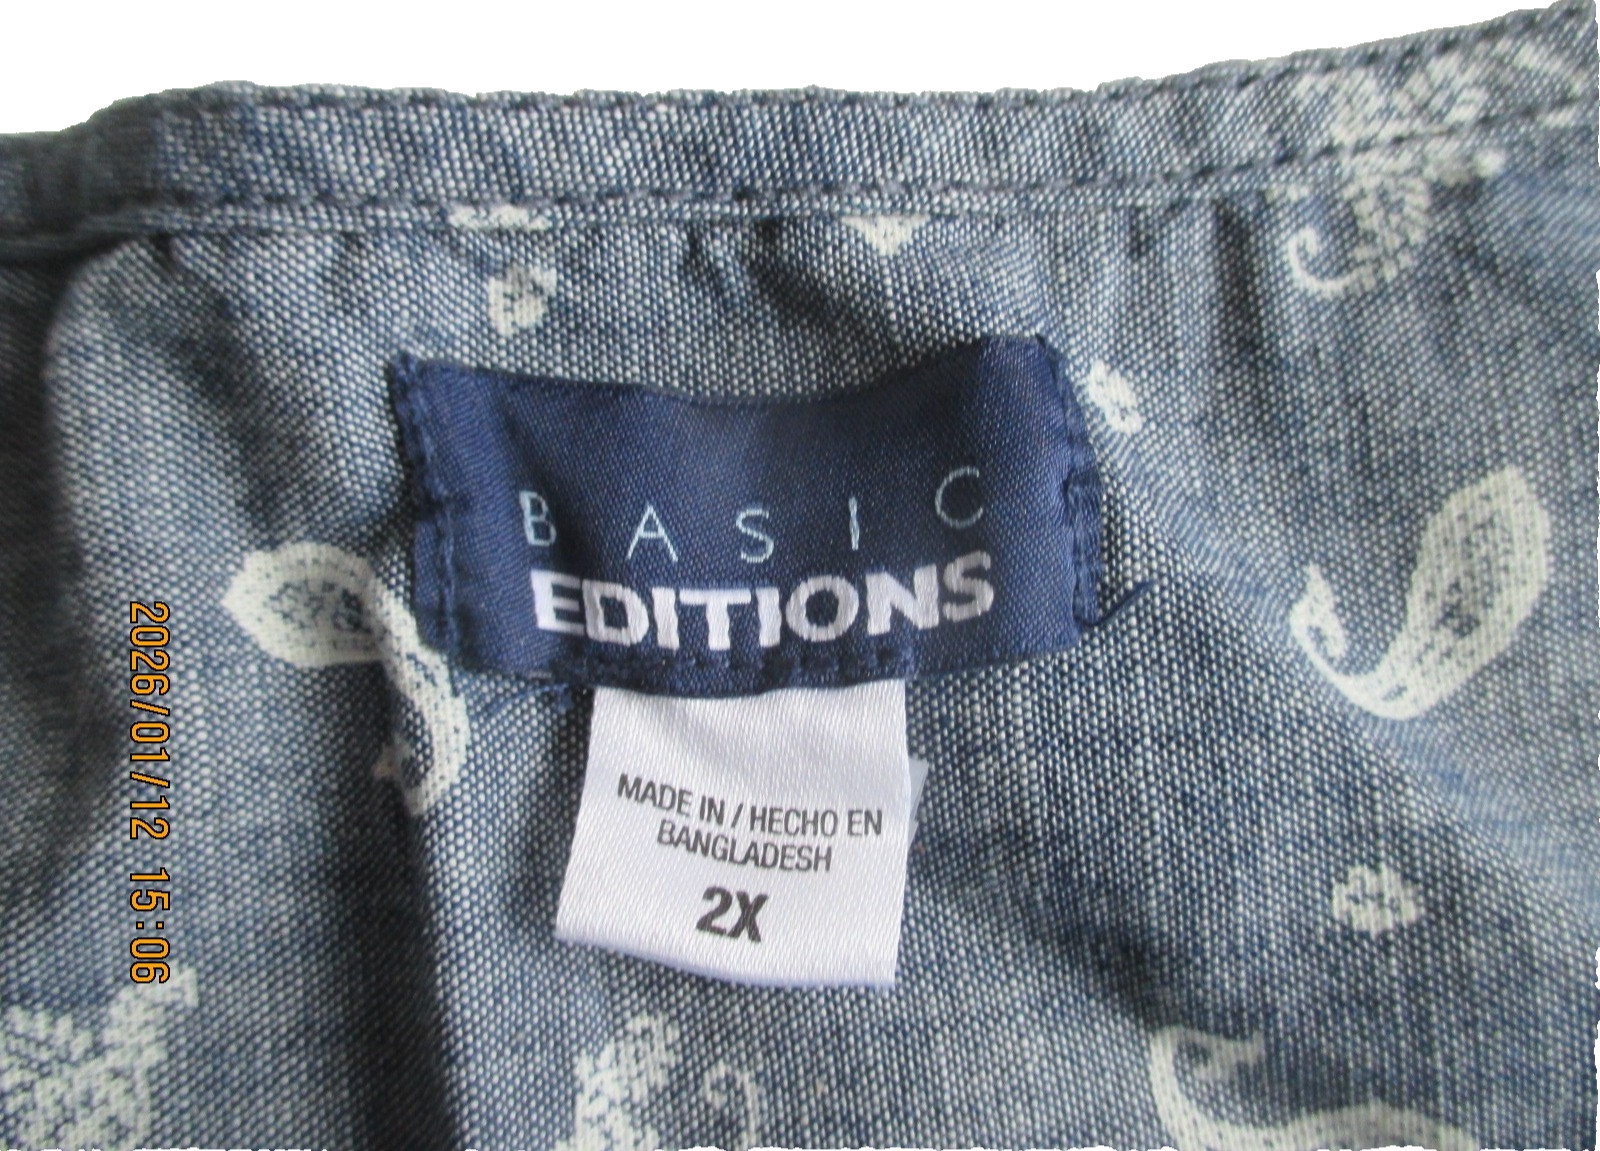 BASIC
EDITIONS
MADE IN / HECHO EN
BANGLADESH
2X
2026/01/12 15:06